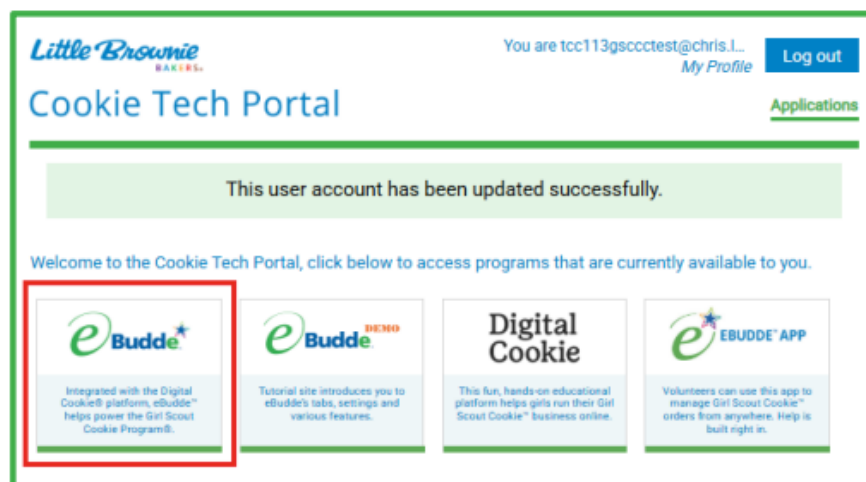 Little Brownie
BAKERS®
You are tcc113gsccctest@chris.l...
My Profile
Log out
Cookie Tech Portal
Applications
This user account has been updated successfully.
Welcome to the Cookie Tech Portal, click below to access programs that are currently available to you.
eBudde
Integrated with the Digital
Cookie® platform, eBudde™
helps power the Girl Scout
Cookie Program®.
eBudde DEMO
Tutorial site introduces you to
eBudde's tabs, settings and
various features.
Digital
Cookie
This fun, hands-on educational
platform helps girls run their Girl
Scout Cookie™ business online.
e EBUDDE™ APP
Volunteers can use this app to
manage Girl Scout Cookie™
orders from anywhere. Help is
built right in.